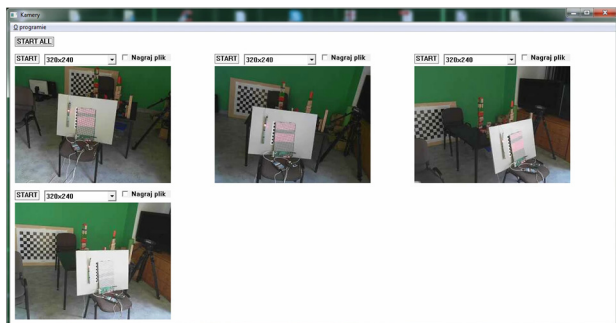 Kamery
O programie
START ALL
START 320x240 Nagraj plik START 320x240 Nagraj plik START 320x240 Nagraj plik
START 320x240 Nagraj plik